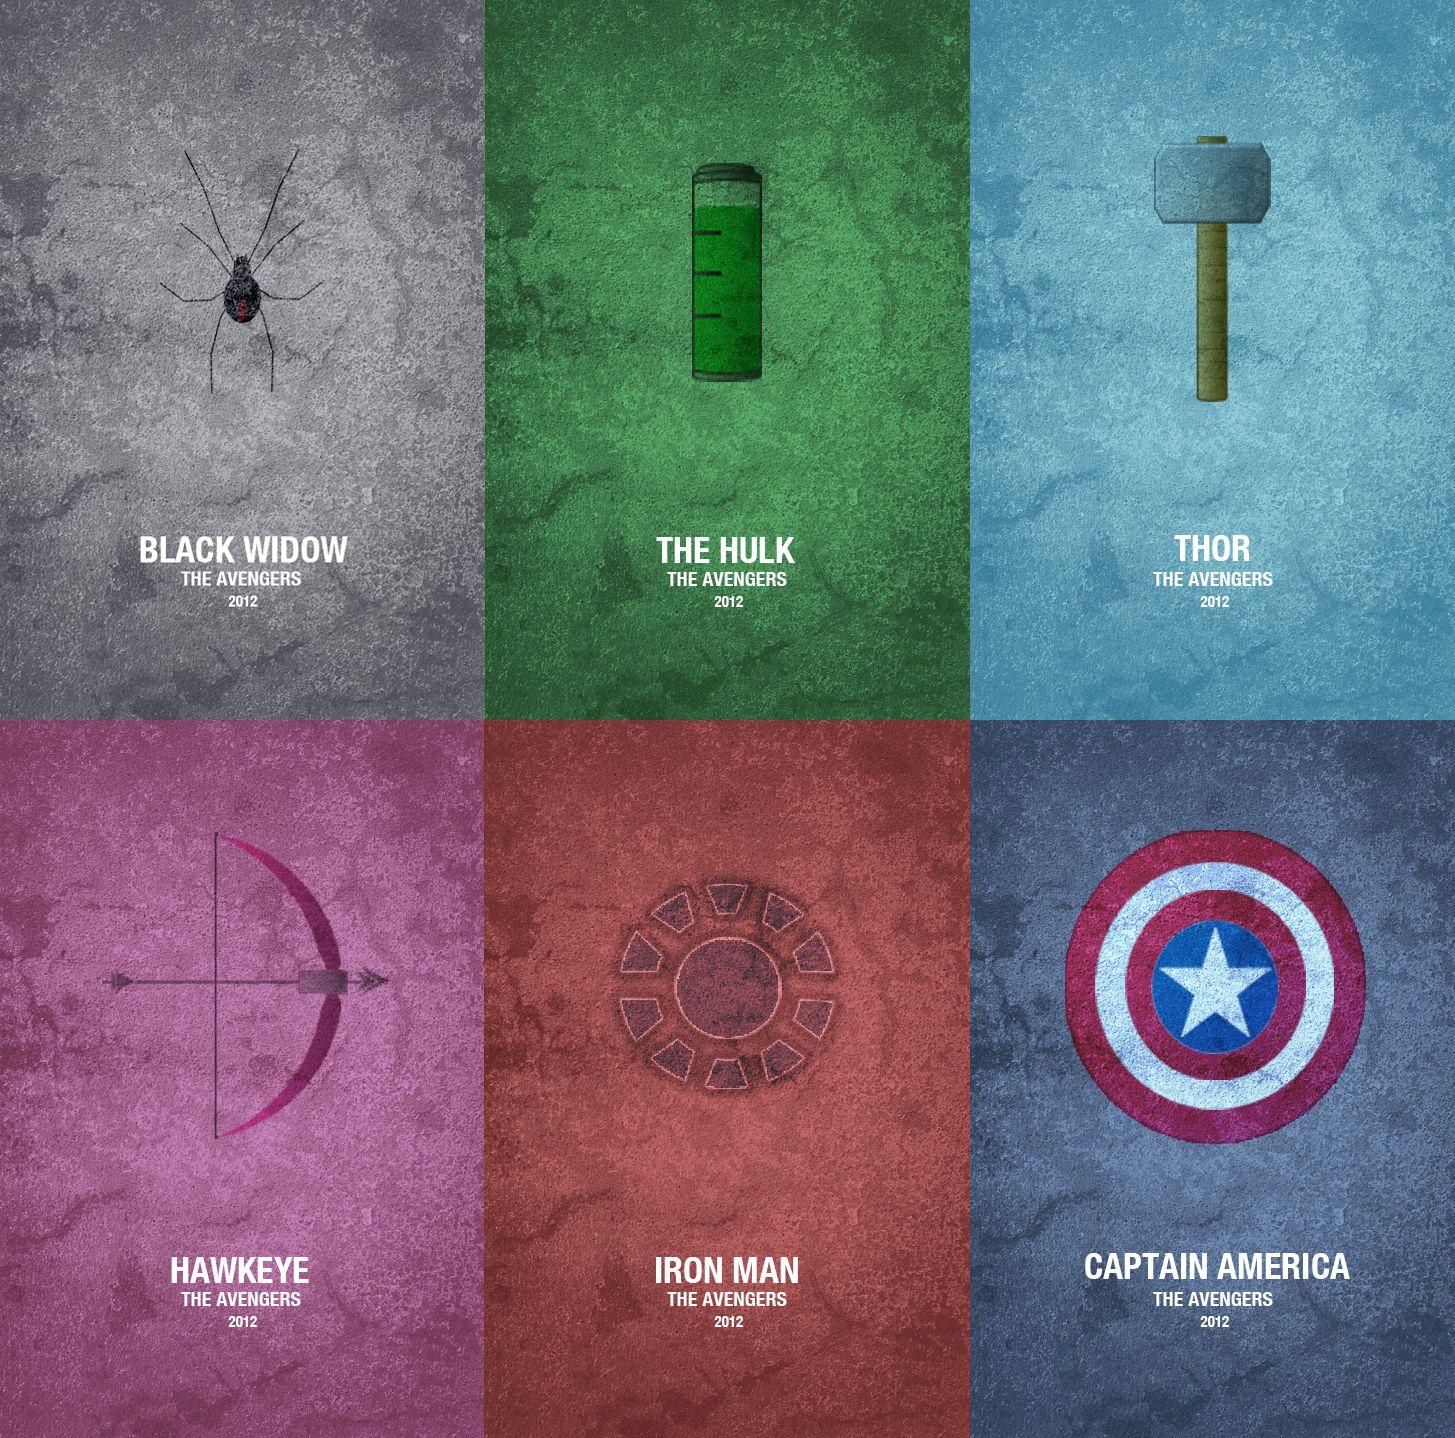 BLACK WIDOW
THE AVENGERS
2012
THE HULK
THE AVENGERS
2012
THOR
THE AVENGERS
2012
HAWKEYE
THE AVENGERS
2012
IRON MAN
THE AVENGERS
2012
CAPTAIN AMERICA
THE AVENGERS
2012